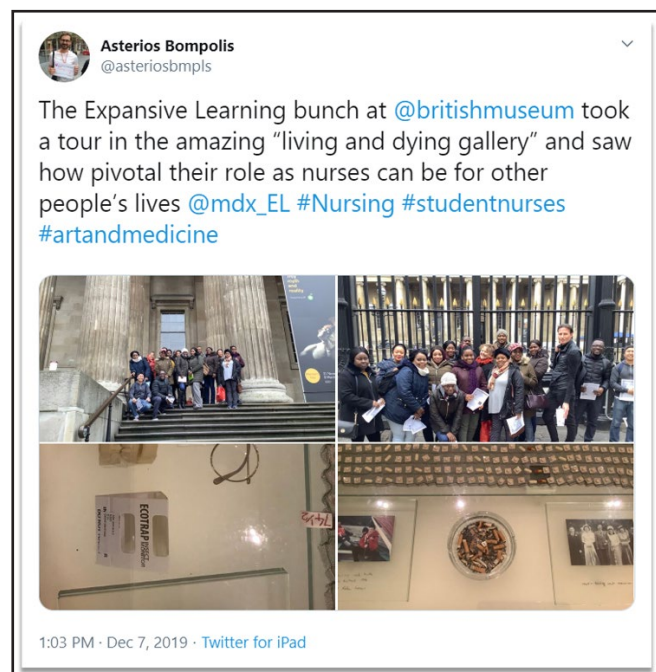 Asterios Bompolis
@asteriosbmpls
The Expansive Learning bunch at @britishmuseum took
a tour in the amazing “living and dying gallery” and saw
how pivotal their role as nurses can be for other
people’s lives @mdx_EL #Nursing #studentnurses
#artandmedicine
ECOTRAP
74½
1:03 PM · Dec 7, 2019 · Twitter for iPad